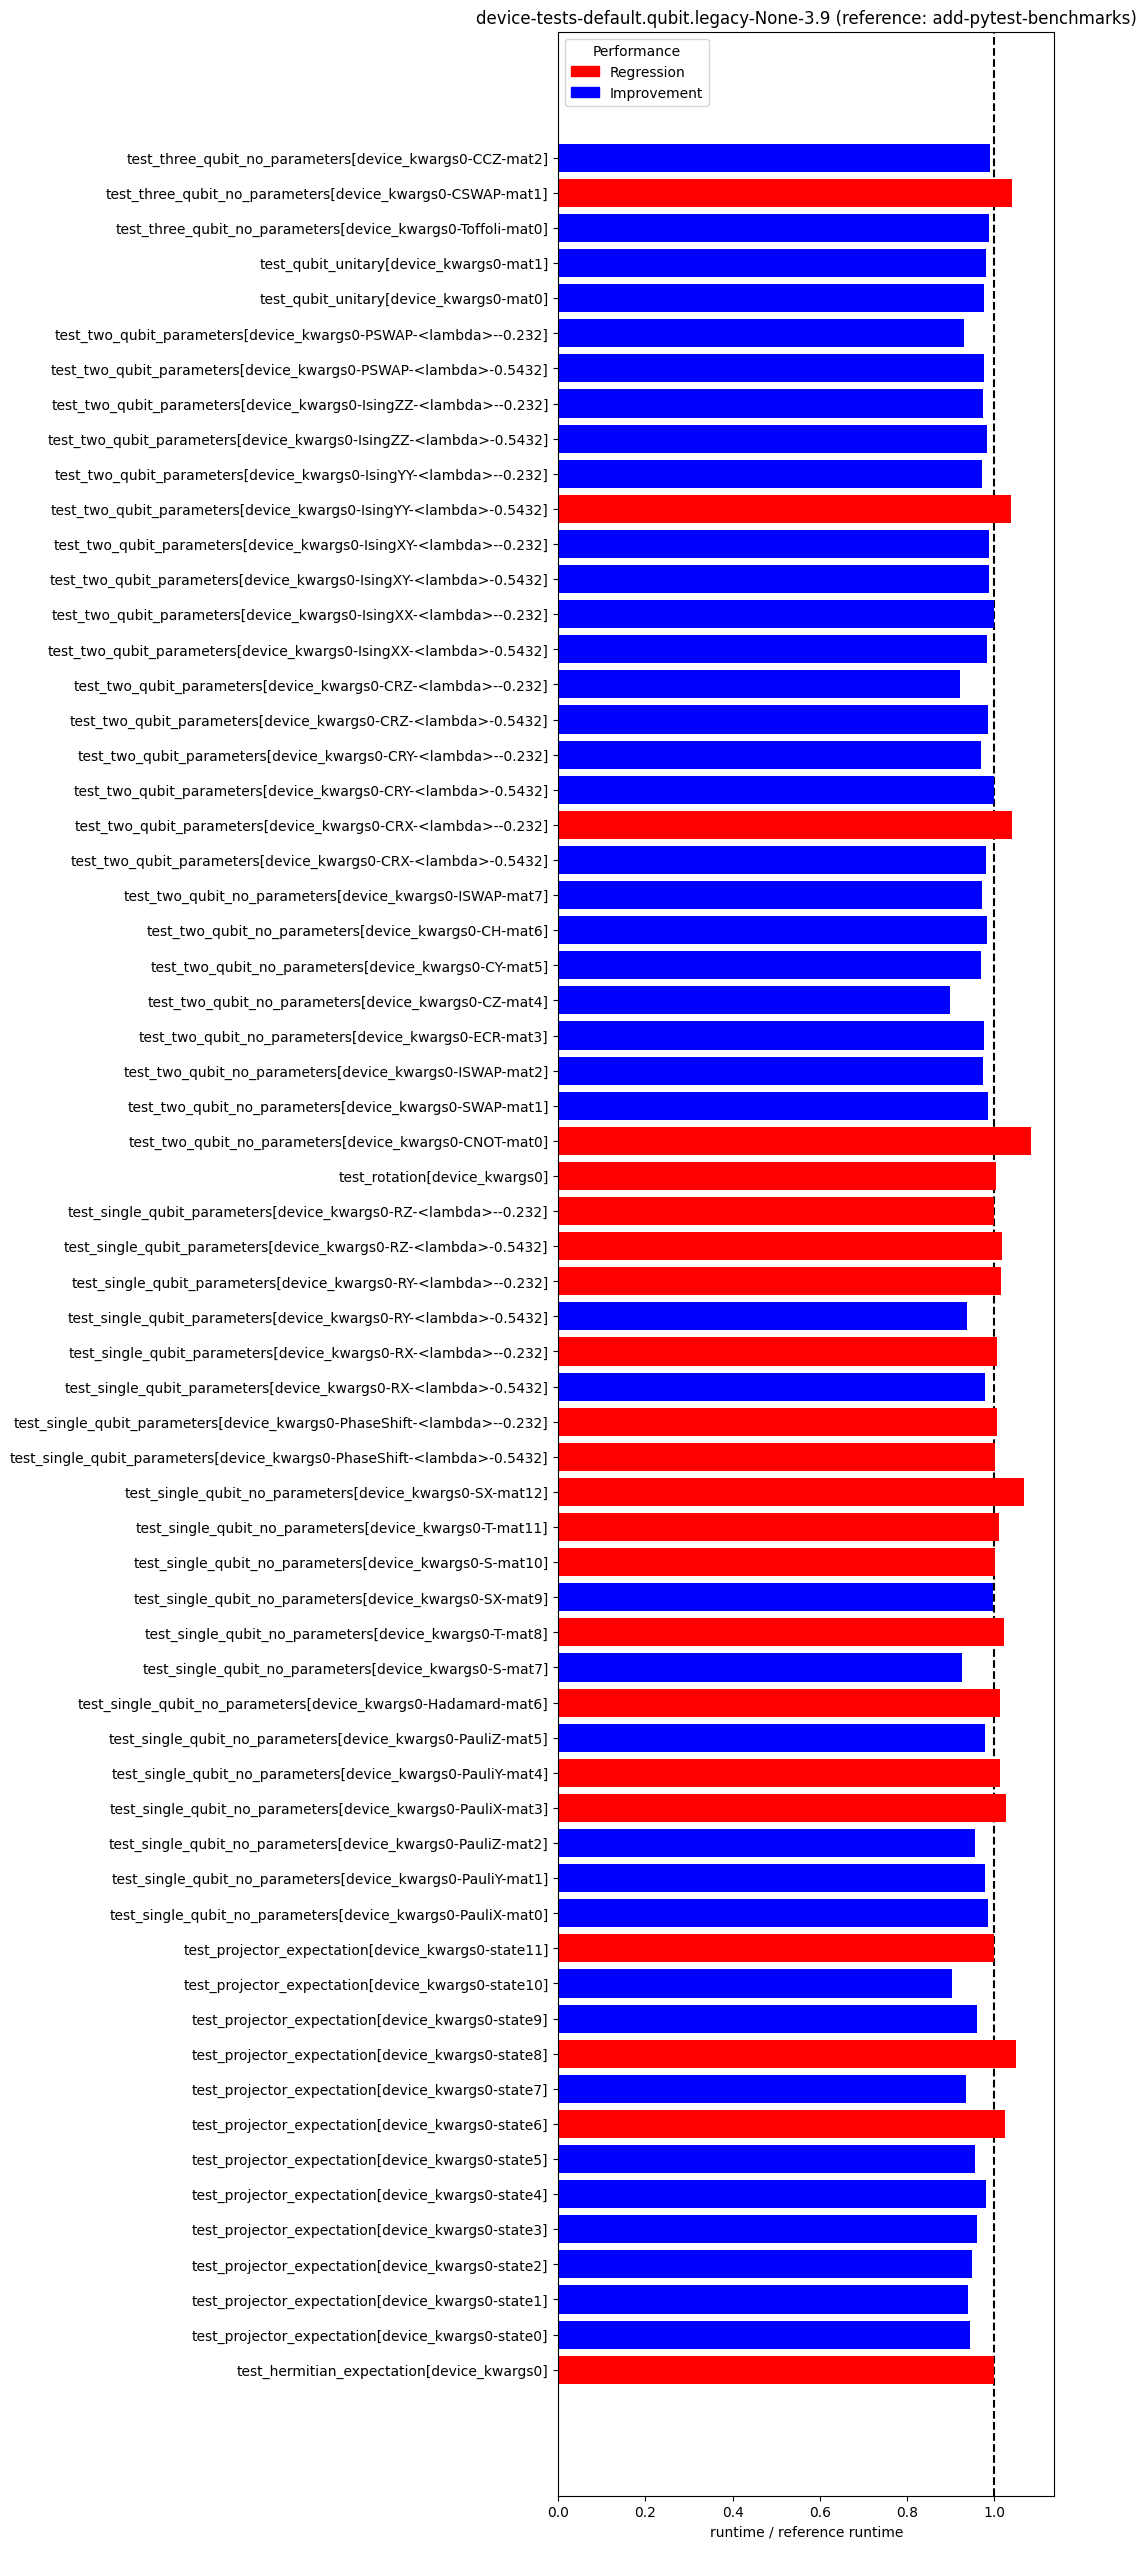 device-tests-default.qubit.legacy-None-3.9 (reference: add-pytest-benchmarks)
Performance
Regression
Improvement
test_three_qubit_no_parameters[device_kwargs0-CCZ-mat2]
test_three_qubit_no_parameters[device_kwargs0-CSWAP-mat1]
test_three_qubit_no_parameters[device_kwargs0-Toffoli-mat0]
test_qubit_unitary[device_kwargs0-mat1]
test_qubit_unitary[device_kwargs0-mat0]
test_two_qubit_parameters[device_kwargs0-PSWAP-<lambda>--0.232]
test_two_qubit_parameters[device_kwargs0-PSWAP-<lambda>-0.5432]
test_two_qubit_parameters[device_kwargs0-IsingZZ-<lambda>--0.232]
test_two_qubit_parameters[device_kwargs0-IsingZZ-<lambda>-0.5432]
test_two_qubit_parameters[device_kwargs0-IsingYY-<lambda>--0.232]
test_two_qubit_parameters[device_kwargs0-IsingYY-<lambda>-0.5432]
test_two_qubit_parameters[device_kwargs0-IsingXY-<lambda>--0.232]
test_two_qubit_parameters[device_kwargs0-IsingXY-<lambda>-0.5432]
test_two_qubit_parameters[device_kwargs0-IsingXX-<lambda>--0.232]
test_two_qubit_parameters[device_kwargs0-IsingXX-<lambda>-0.5432]
test_two_qubit_parameters[device_kwargs0-CRZ-<lambda>--0.232]
test_two_qubit_parameters[device_kwargs0-CRZ-<lambda>-0.5432]
test_two_qubit_parameters[device_kwargs0-CRY-<lambda>--0.232]
test_two_qubit_parameters[device_kwargs0-CRY-<lambda>-0.5432]
test_two_qubit_parameters[device_kwargs0-CRX-<lambda>--0.232]
test_two_qubit_parameters[device_kwargs0-CRX-<lambda>-0.5432]
test_two_qubit_no_parameters[device_kwargs0-ISWAP-mat7]
test_two_qubit_no_parameters[device_kwargs0-CH-mat6]
test_two_qubit_no_parameters[device_kwargs0-CY-mat5]
test_two_qubit_no_parameters[device_kwargs0-CZ-mat4]
test_two_qubit_no_parameters[device_kwargs0-ECR-mat3]
test_two_qubit_no_parameters[device_kwargs0-ISWAP-mat2]
test_two_qubit_no_parameters[device_kwargs0-SWAP-mat1]
test_two_qubit_no_parameters[device_kwargs0-CNOT-mat0]
test_rotation[device_kwargs0]
test_single_qubit_parameters[device_kwargs0-RZ-<lambda>--0.232]
test_single_qubit_parameters[device_kwargs0-RZ-<lambda>-0.5432]
test_single_qubit_parameters[device_kwargs0-RY-<lambda>--0.232]
test_single_qubit_parameters[device_kwargs0-RY-<lambda>-0.5432]
test_single_qubit_parameters[device_kwargs0-RX-<lambda>--0.232]
test_single_qubit_parameters[device_kwargs0-RX-<lambda>-0.5432]
test_single_qubit_parameters[device_kwargs0-PhaseShift-<lambda>--0.232]
test_single_qubit_parameters[device_kwargs0-PhaseShift-<lambda>-0.5432]
test_single_qubit_no_parameters[device_kwargs0-SX-mat12]
test_single_qubit_no_parameters[device_kwargs0-T-mat11]
test_single_qubit_no_parameters[device_kwargs0-S-mat10]
test_single_qubit_no_parameters[device_kwargs0-SX-mat9]
test_single_qubit_no_parameters[device_kwargs0-T-mat8]
test_single_qubit_no_parameters[device_kwargs0-S-mat7]
test_single_qubit_no_parameters[device_kwargs0-Hadamard-mat6]
test_single_qubit_no_parameters[device_kwargs0-PauliZ-mat5]
test_single_qubit_no_parameters[device_kwargs0-PauliY-mat4]
test_single_qubit_no_parameters[device_kwargs0-PauliX-mat3]
test_single_qubit_no_parameters[device_kwargs0-PauliZ-mat2]
test_single_qubit_no_parameters[device_kwargs0-PauliY-mat1]
test_single_qubit_no_parameters[device_kwargs0-PauliX-mat0]
test_projector_expectation[device_kwargs0-state11]
test_projector_expectation[device_kwargs0-state10]
test_projector_expectation[device_kwargs0-state9]
test_projector_expectation[device_kwargs0-state8]
test_projector_expectation[device_kwargs0-state7]
test_projector_expectation[device_kwargs0-state6]
test_projector_expectation[device_kwargs0-state5]
test_projector_expectation[device_kwargs0-state4]
test_projector_expectation[device_kwargs0-state3]
test_projector_expectation[device_kwargs0-state2]
test_projector_expectation[device_kwargs0-state1]
test_projector_expectation[device_kwargs0-state0]
test_hermitian_expectation[device_kwargs0]
0.0 0.2 0.4 0.6 0.8 1.0
runtime / reference runtime